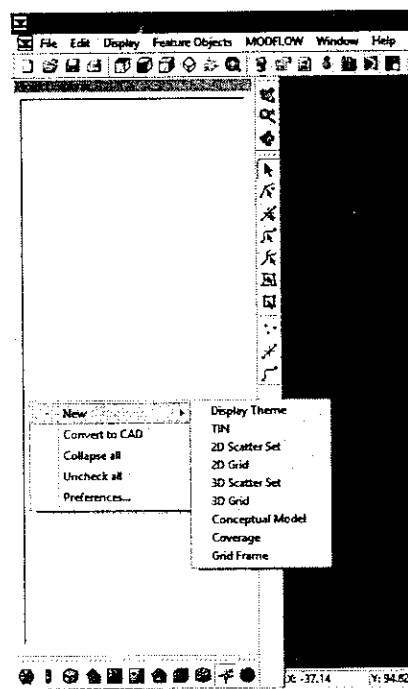 File Edit Display Feature Objects MODFLOW Window Help
New
Convert to CAD
Collapse all
Uncheck all
Preferences...
Display Theme
TIN
2D Scatter Set
2D Grid
3D Scatter Set
3D Grid
Conceptual Model
Coverage
Grid Frame
X: -37.14 Y: 94.62